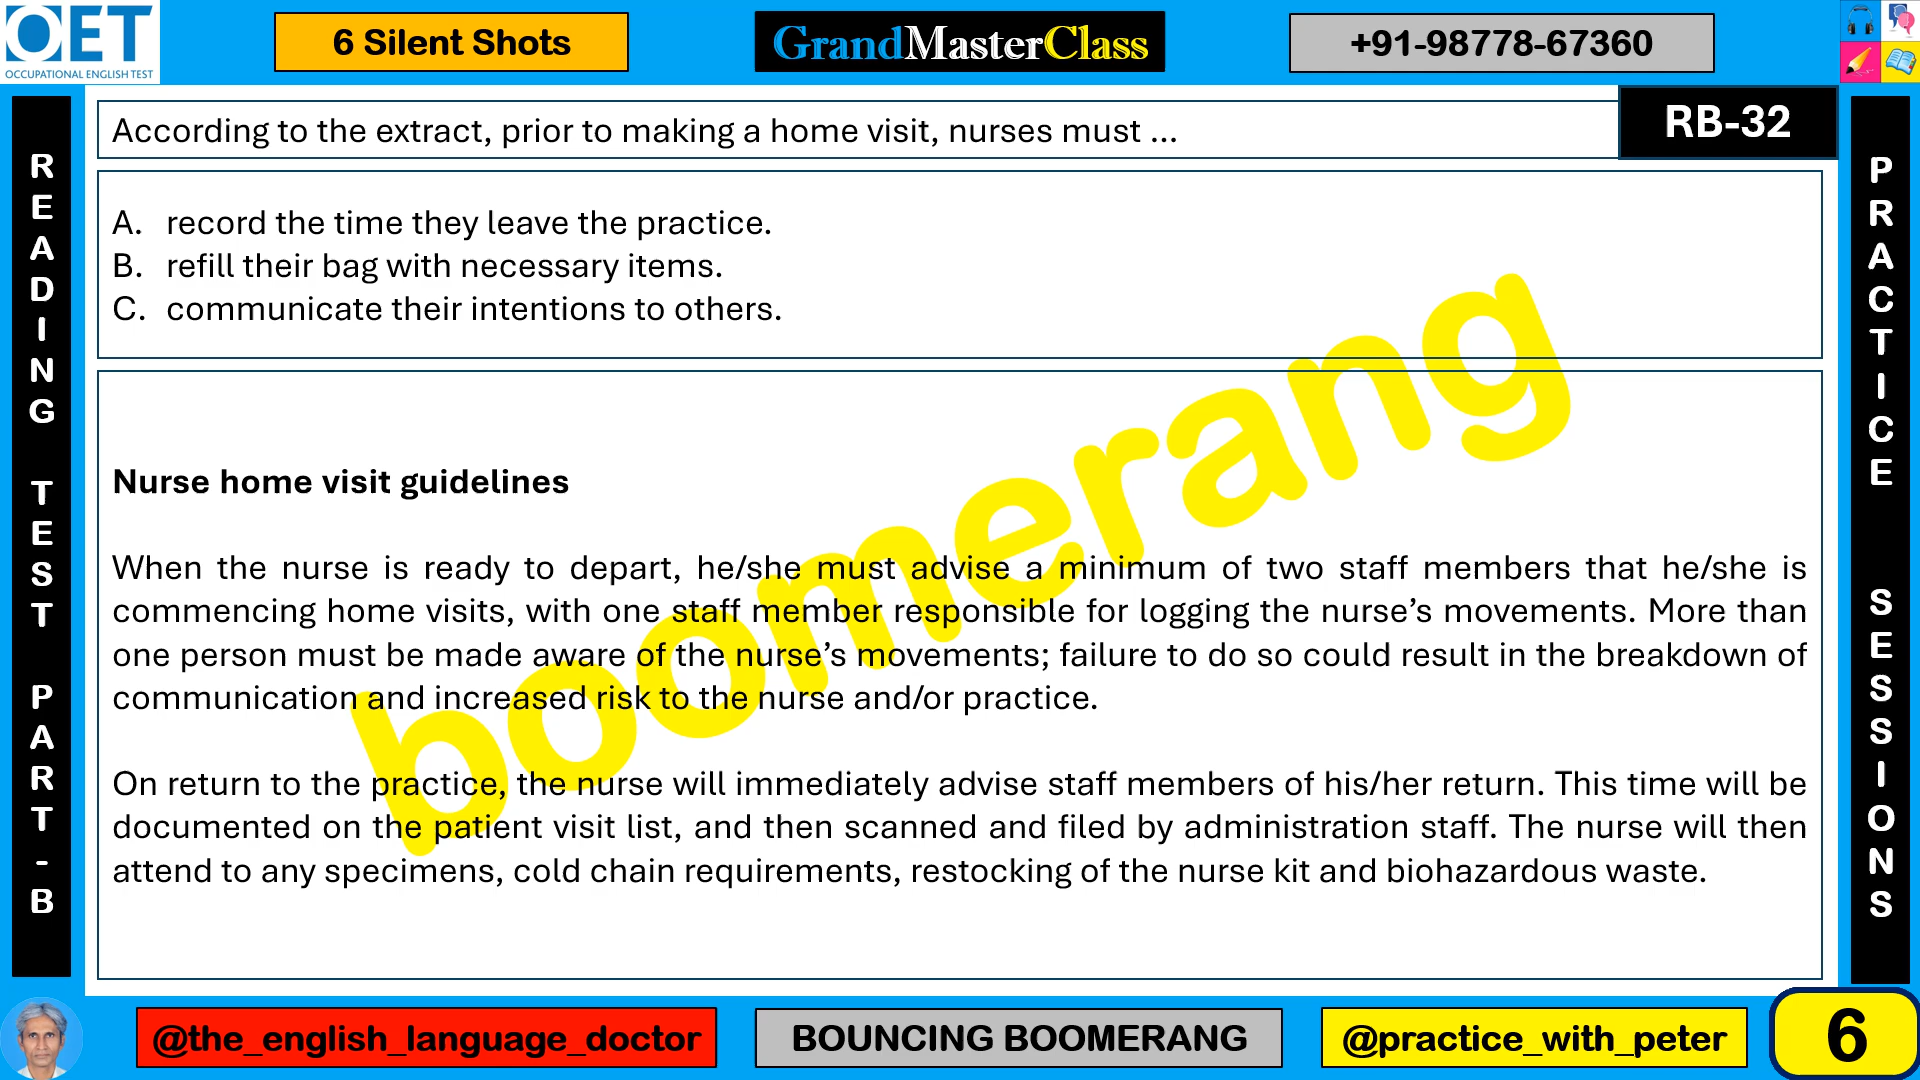 OET
OCCUPATIONAL ENGLISH TEST
6 Silent Shots
GrandMasterClass
+91-98778-67360
RB-32
According to the extract, prior to making a home visit, nurses must ...
A. record the time they leave the practice.
B. refill their bag with necessary items.
C. communicate their intentions to others.
boomerang
Nurse home visit guidelines
When the nurse is ready to depart, he/she must advise a minimum of two staff members that he/she is
commencing home visits, with one staff member responsible for logging the nurse’s movements. More than
one person must be made aware of the nurse’s movements; failure to do so could result in the breakdown of
communication and increased risk to the nurse and/or practice.
On return to the practice, the nurse will immediately advise staff members of his/her return. This time will be
documented on the patient visit list, and then scanned and filed by administration staff. The nurse will then
attend to any specimens, cold chain requirements, restocking of the nurse kit and biohazardous waste.
READING TEST PART-B
PRACTICE SESSIONS
@the_english_language_doctor
BOUNCING BOOMERANG
@practice_with_peter
6